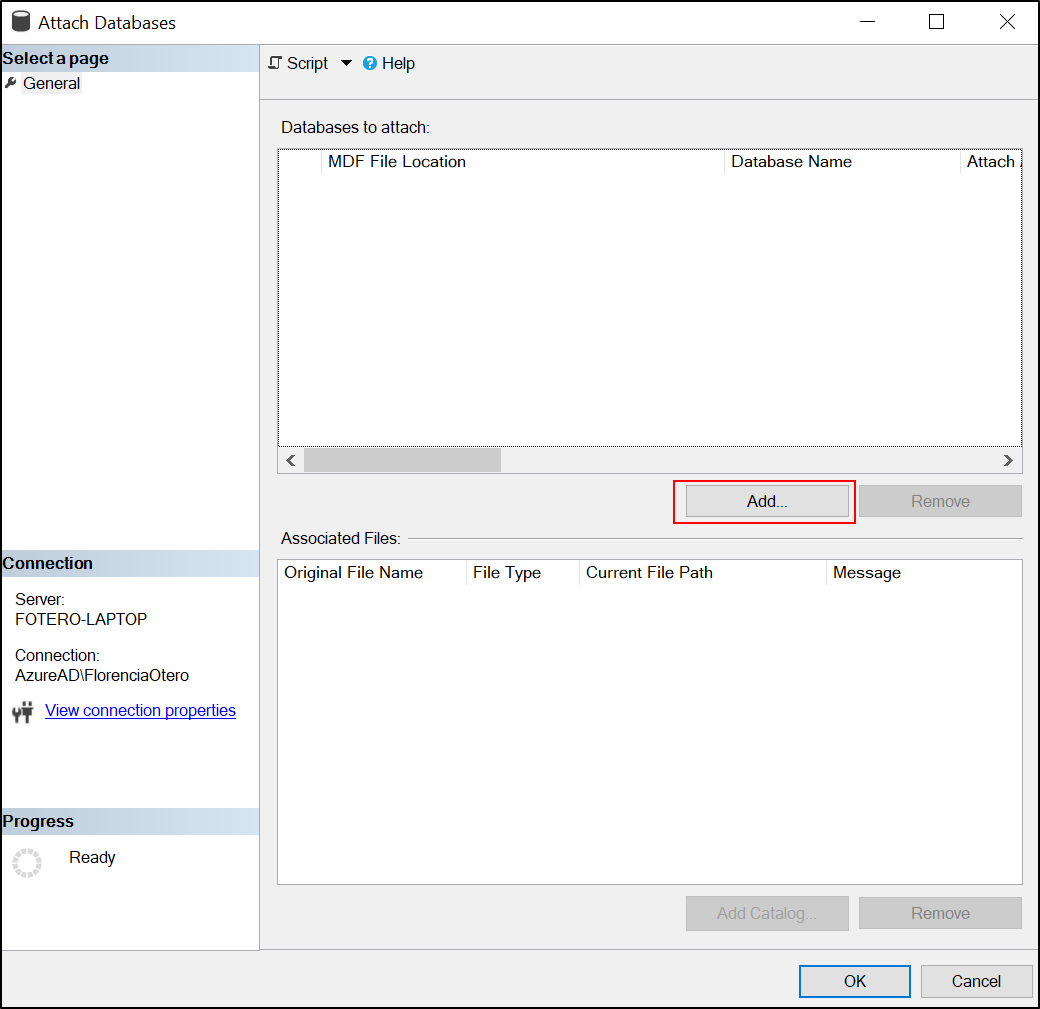 Attach Databases
Select a page
General
Script
Help
Databases to attach:
MDF File Location Database Name Attach
Add... Remove
Associated Files:
Original File Name File Type Current File Path Message
Connection
Server:
FOTERO-LAPTOP
Connection:
AzureAD\FlorenciaOtero
View connection properties
Progress
Ready
Add Catalog... Remove
OK Cancel